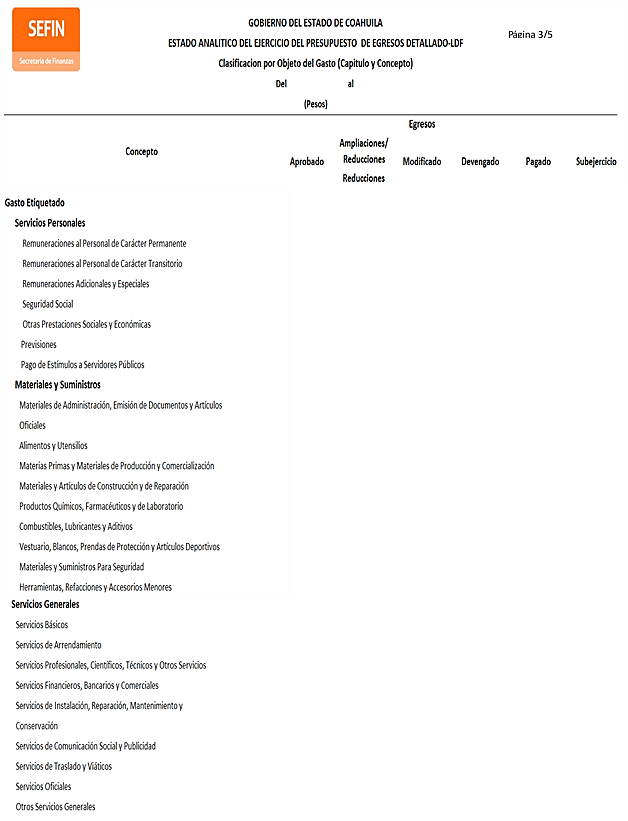 SEFIN
Secretaría de Finanzas
GOBIERNO DEL ESTADO DE COAHUILA
Página 3/5
ESTADO ANALITICO DEL EJERCICIO DEL PRESUPUESTO DE EGRESOS DETALLADO-LDF
Clasificacion por Objeto del Gasto (Capitulo y Concepto)
Del al
(Pesos)
Egresos
Concepto
Aprobado
Ampliaciones/
Reducciones
Reducciones
Modificado
Devengado
Pagado
Subejercicio
Gasto Etiquetado
Servicios Personales
Remuneraciones al Personal de Carácter Permanente
Remuneraciones al Personal de Carácter Transitorio
Remuneraciones Adicionales y Especiales
Seguridad Social
Otras Prestaciones Sociales y Económicas
Previsiones
Pago de Estímulos a Servidores Públicos
Materiales y Suministros
Materiales de Administración, Emisión de Documentos y Artículos
Oficiales
Alimentos y Utensilios
Materias Primas y Materiales de Producción y Comercialización
Materiales y Artículos de Construcción y de Reparación
Productos Químicos, Farmacéuticos y de Laboratorio
Combustibles, Lubricantes y Aditivos
Vestuario, Blancos, Prendas de Protección y Artículos Deportivos
Materiales y Suministros Para Seguridad
Herramientas, Refacciones y Accesorios Menores
Servicios Generales
Servicios Básicos
Servicios de Arrendamiento
Servicios Profesionales, Científicos, Técnicos y Otros Servicios
Servicios Financieros, Bancarios y Comerciales
Servicios de Instalación, Reparación, Mantenimiento y
Conservación
Servicios de Comunicación Social y Publicidad
Servicios de Traslado y Viáticos
Servicios Oficiales
Otros Servicios Generales